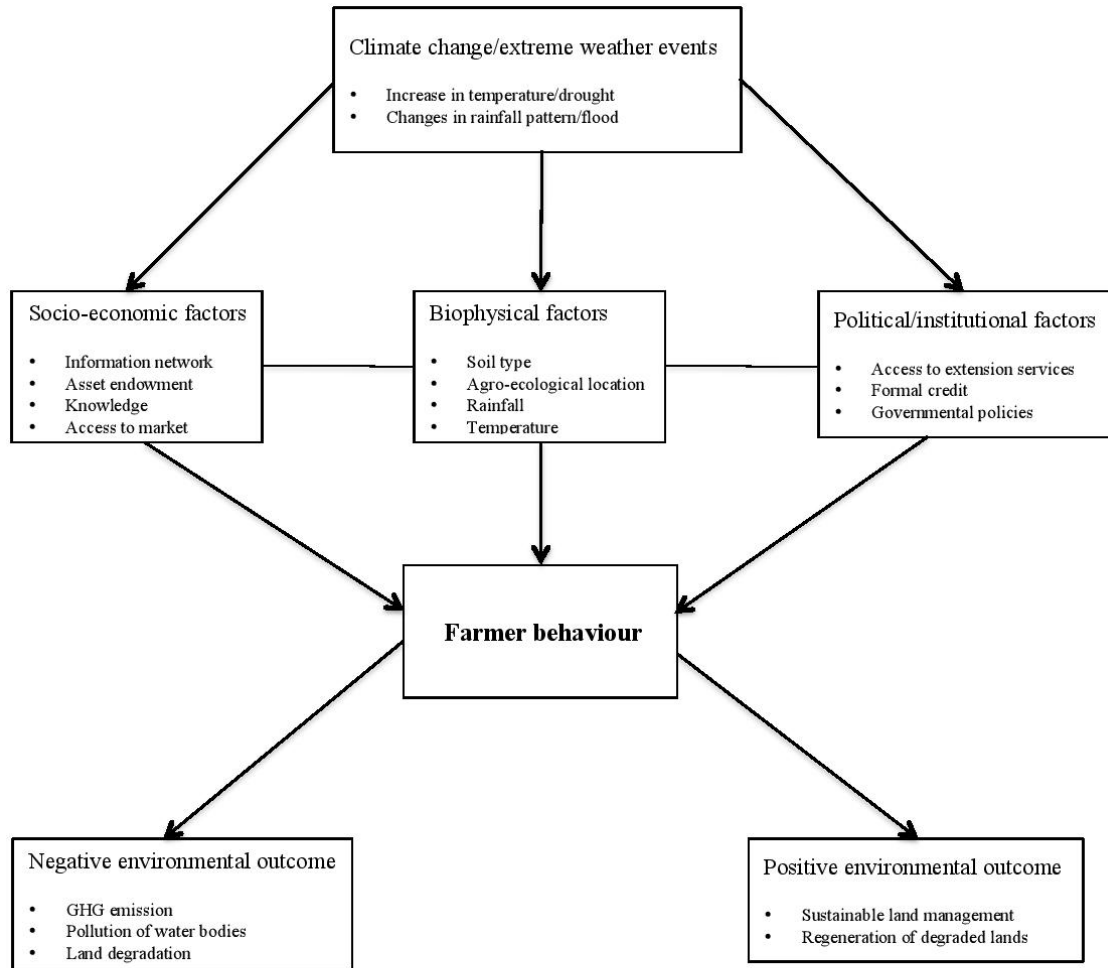 Climate change/extreme weather events
• Increase in temperature/drought
• Changes in rainfall pattern/flood
Socio-economic factors
• Information network
• Asset endowment
• Knowledge
• Access to market
Biophysical factors
• Soil type
• Agro-ecological location
• Rainfall
• Temperature
Political/institutional factors
• Access to extension services
• Formal credit
• Governmental policies
Farmer behaviour
Negative environmental outcome
• GHG emission
• Pollution of water bodies
• Land degradation
Positive environmental outcome
• Sustainable land management
• Regeneration of degraded lands